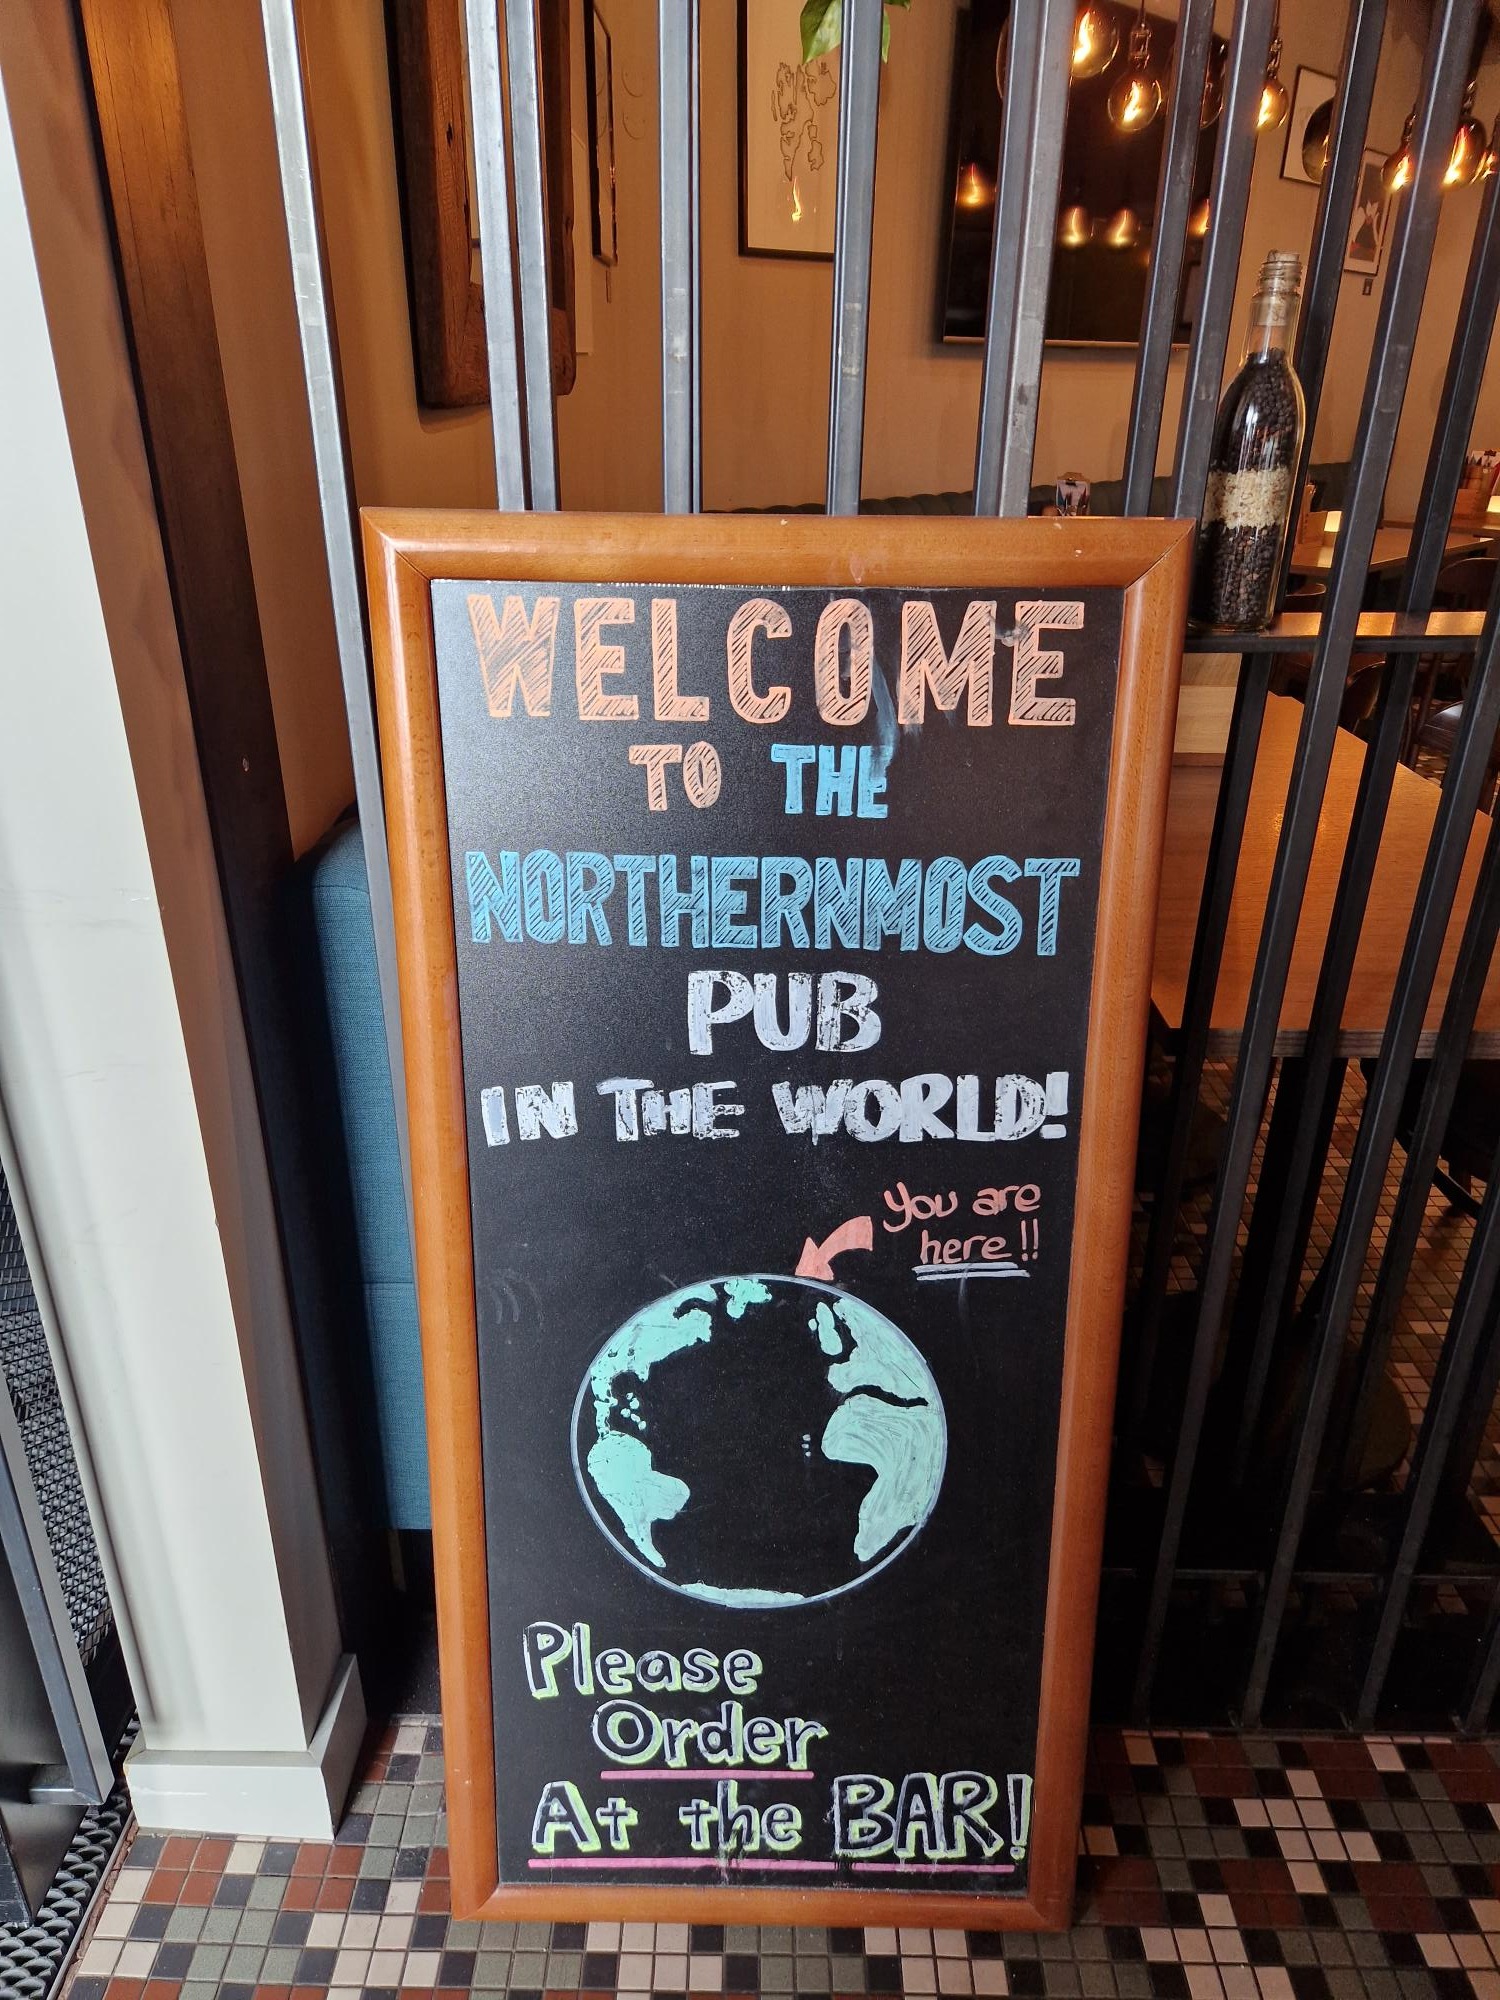 WELCOME
TO THE
NORTHERNMOST
PUB
IN THE WORLD!
You are
here!!
Please
Order
At the BAR!